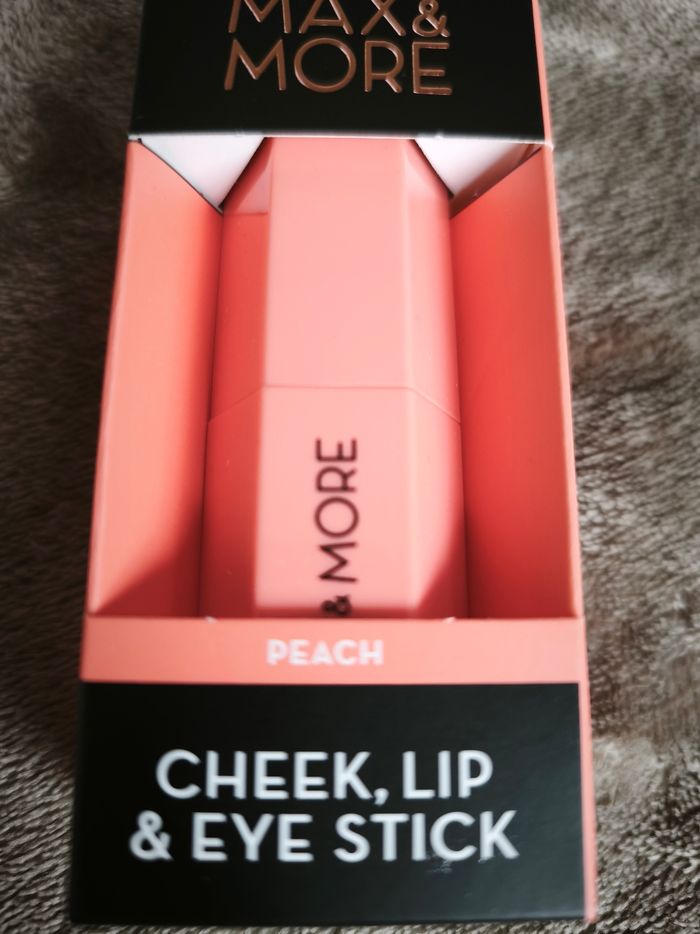 MAX&
MORE
& MORE
PEACH
CHEEK, LIP
& EYE STICK